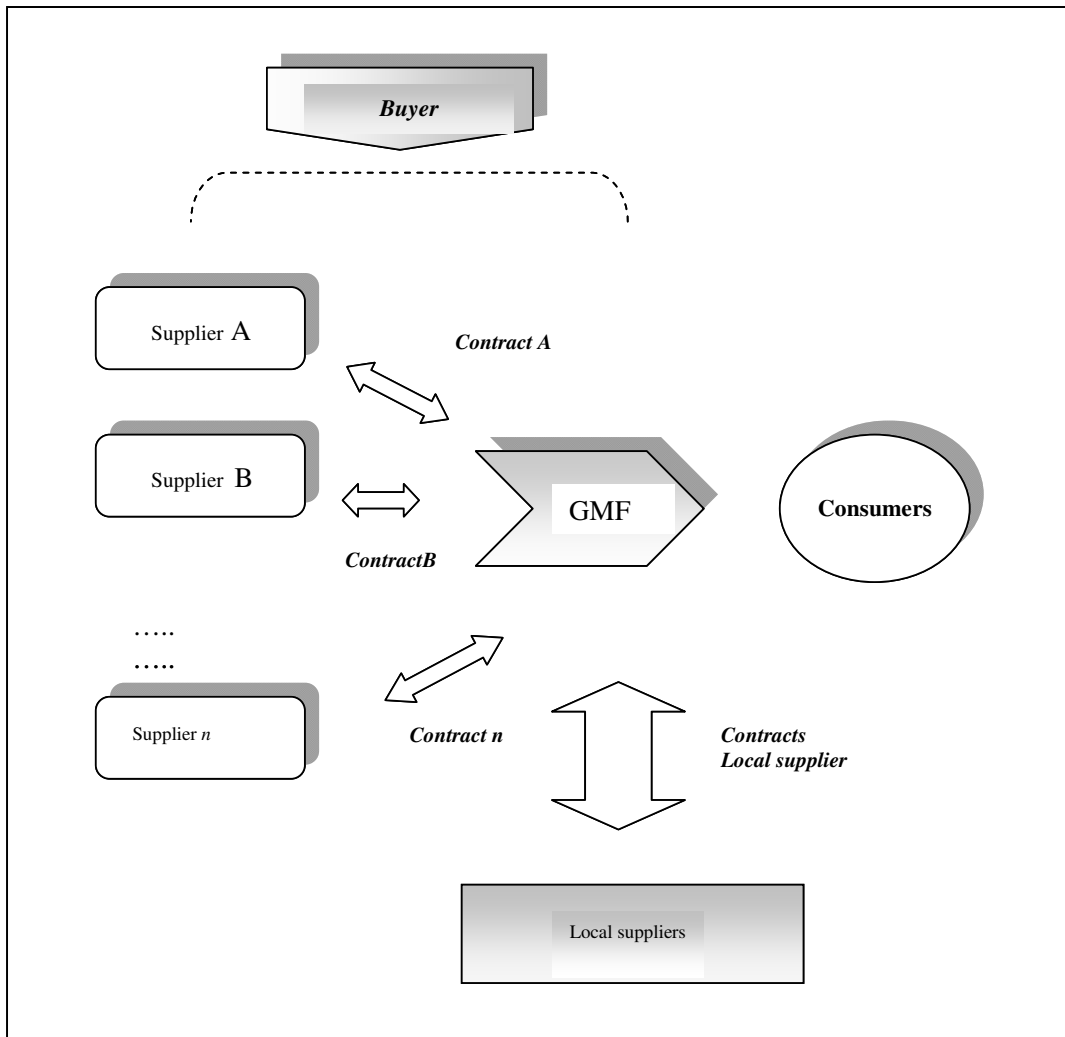 Buyer
Supplier A
Contract A
Supplier B
GMF
Consumers
ContractB
…..
…..
Supplier n
Contract n
Contracts
Local supplier
Local suppliers